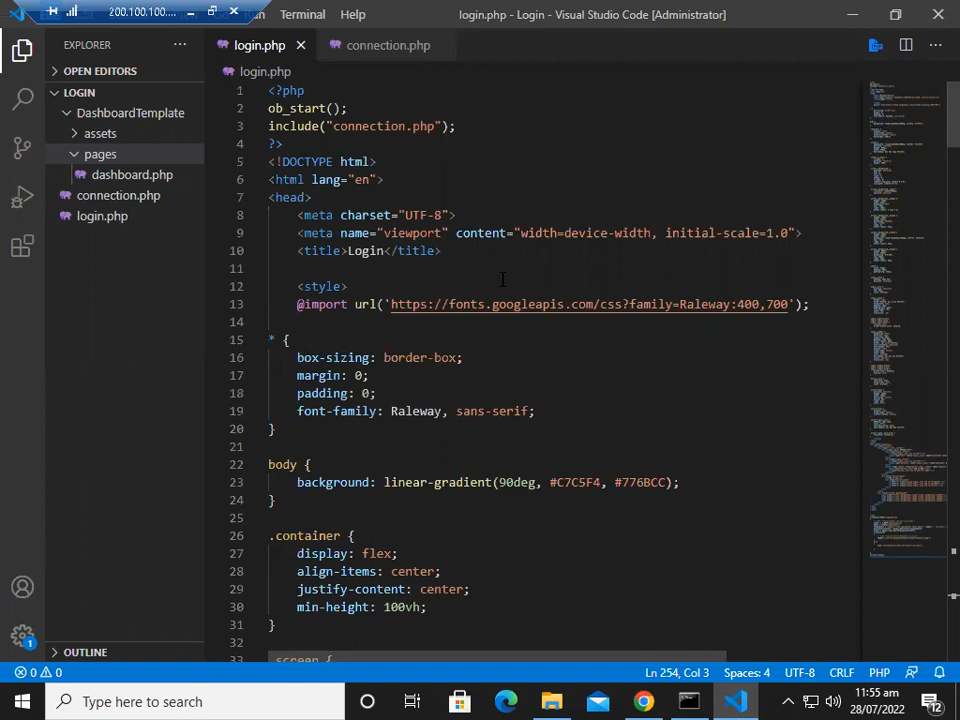 200.100.100....
Run
Terminal
Help
login.php - Login - Visual Studio Code [Administrator]
EXPLORER
login.php
connection.php
OPEN EDITORS
login.php
LOGIN
DashboardTemplate
assets
pages
dashboard.php
connection.php
login.php
1 <?php
2 ob_start();
3 include("connection.php");
4 ?>
5 <!DOCTYPE html>
6 <html lang="en">
7 <head>
8 <meta charset="UTF-8">
9 <meta name="viewport" content="width=device-width, initial-scale=1.0">
10 <title>Login</title>
11
12 <style>
13 @import url('https://fonts.googleapis.com/css?family=Raleway:400,700');
14
15 * {
16 box-sizing: border-box;
17 margin: 0;
18 padding: 0;
19 font-family: Raleway, sans-serif;
20 }
21
22 body {
23 background: linear-gradient(90deg, #C7C5F4, #776BCC);
24 }
25
26 .container {
27 display: flex;
28 align-items: center;
29 justify-content: center;
30 min-height: 100vh;
31 }
32
33 screen {
OUTLINE
1
0 0
Ln 254, Col 3
Spaces: 4
UTF-8
CRLF
PHP
Type here to search
11:55 am
28/07/2022
12